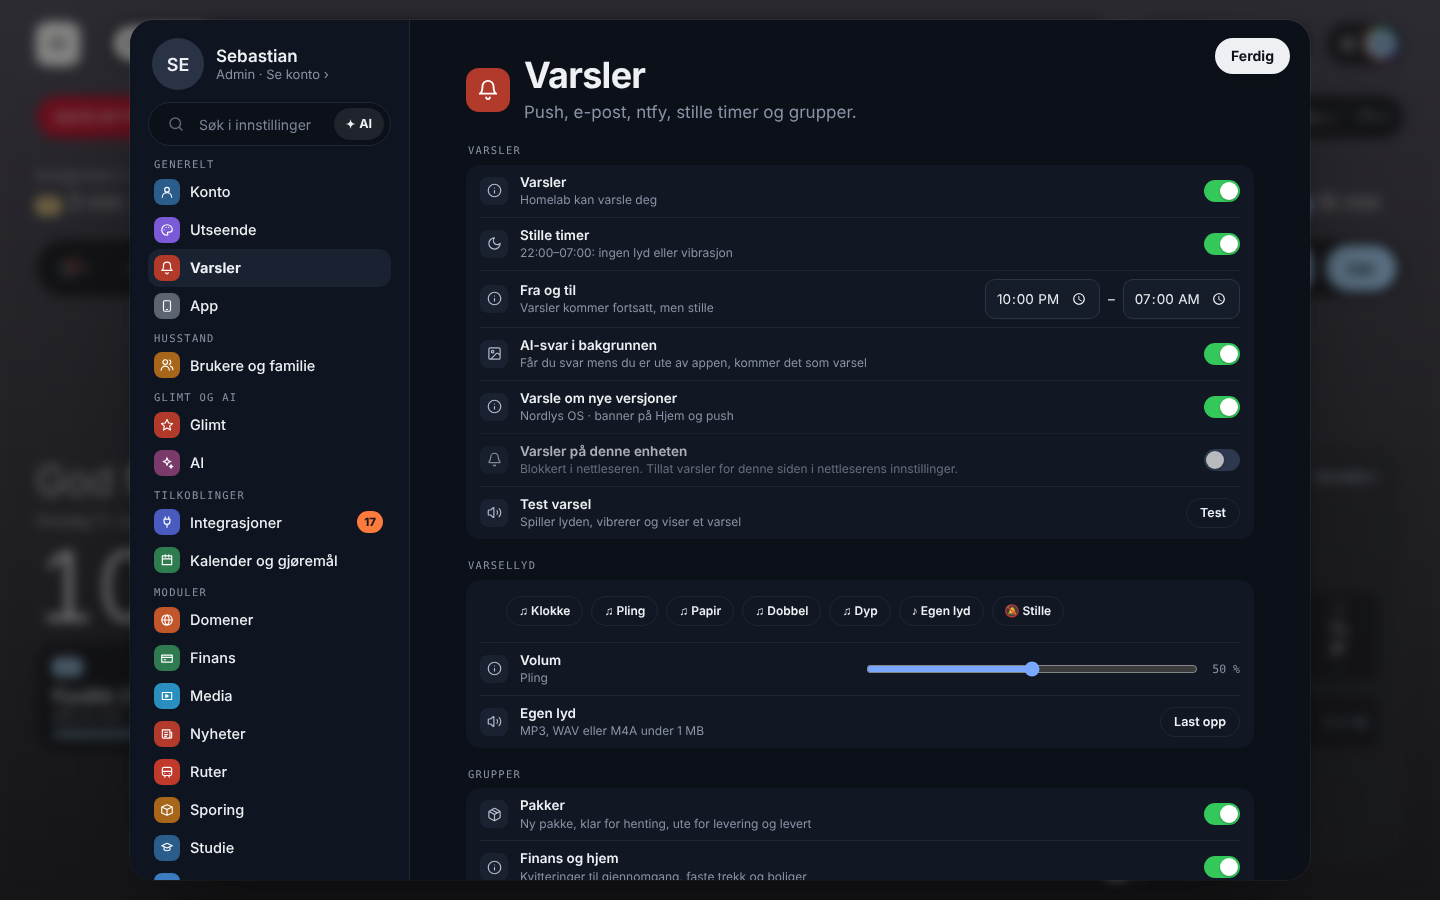 SE
Sebastian
Admin · Se konto ›
Søk i innstillinger
✦ AI
GENERELT
Konto
Utseende
Varsler
App
HUSSTAND
Brukere og familie
GLIMT OG AI
Glimt
AI
TILKOBLINGER
Integrasjoner
17
Kalender og gjøremål
MODULER
Domener
Finans
Media
Nyheter
Ruter
Sporing
Studie
Ferdig
Varsler
Push, e-post, ntfy, stille timer og grupper.
VARSLER
Varsler
Homelab kan varsle deg
Stille timer
22:00–07:00: ingen lyd eller vibrasjon
Fra og til
Varsler kommer fortsatt, men stille
10:00 PM – 07:00 AM
AI-svar i bakgrunnen
Får du svar mens du er ute av appen, kommer det som varsel
Varsle om nye versjoner
Nordlys OS · banner på Hjem og push
Varsler på denne enheten
Blokkert i nettleseren. Tillat varsler for denne siden i nettleserens innstillinger.
Test varsel
Spiller lyden, vibrerer og viser et varsel
Test
VARSELLYD
♫ Klokke ♫ Pling ♫ Papir ♫ Dobbel ♫ Dyp ♪ Egen lyd 🔕 Stille
Volum
Pling
50 %
Egen lyd
MP3, WAV eller M4A under 1 MB
Last opp
GRUPPER
Pakker
Ny pakke, klar for henting, ute for levering og levert
Finans og hjem
Kvitteringer til gjennomgang, faste trekk og boliger